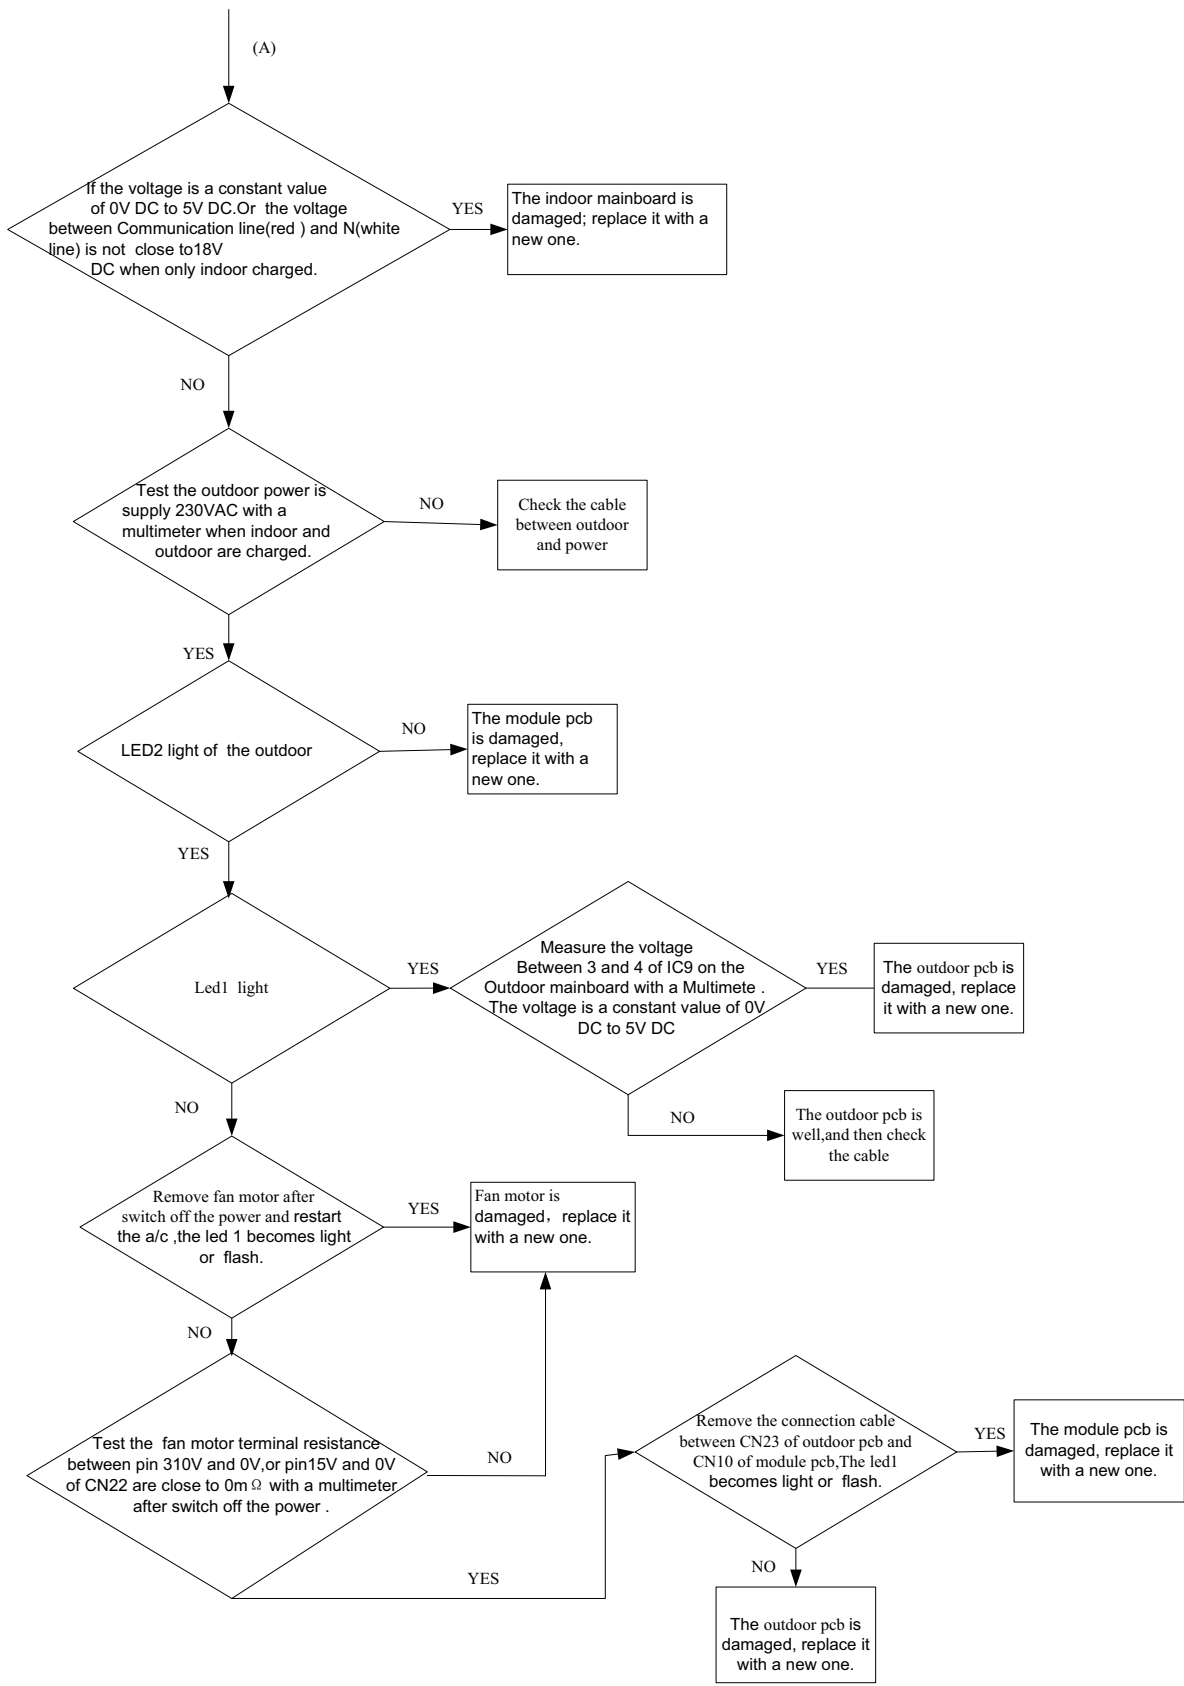 (A)
If the voltage is a constant value
of 0V DC to 5V DC.Or the voltage
between Communication line(red ) and N(white
line) is not close to18V
DC when only indoor charged.
YES
The indoor mainboard is
damaged; replace it with a
new one.
NO
Test the outdoor power is
supply 230VAC with a
multimeter when indoor and
outdoor are charged.
NO
Check the cable
between outdoor
and power
YES
LED2 light of the outdoor
NO
The module pcb
is damaged,
replace it with a
new one.
YES
Led1 light
YES
Measure the voltage
Between 3 and 4 of IC9 on the
Outdoor mainboard with a Multimete .
The voltage is a constant value of 0V
DC to 5V DC
YES
The outdoor pcb is
damaged, replace
it with a new one.
NO
The outdoor pcb is
well,and then check
the cable
NO
Remove fan motor after
switch off the power and restart
the a/c ,the led 1 becomes light
or flash.
YES
Fan motor is
damaged，replace it
with a new one.
NO
Test the fan motor terminal resistance
between pin 310V and 0V,or pin15V and 0V
of CN22 are close to 0mΩ with a multimeter
after switch off the power .
NO
YES
Remove the connection cable
between CN23 of outdoor pcb and
CN10 of module pcb,The led1
becomes light or flash.
YES
The module pcb is
damaged, replace it
with a new one.
NO
The outdoor pcb is
damaged, replace it
with a new one.